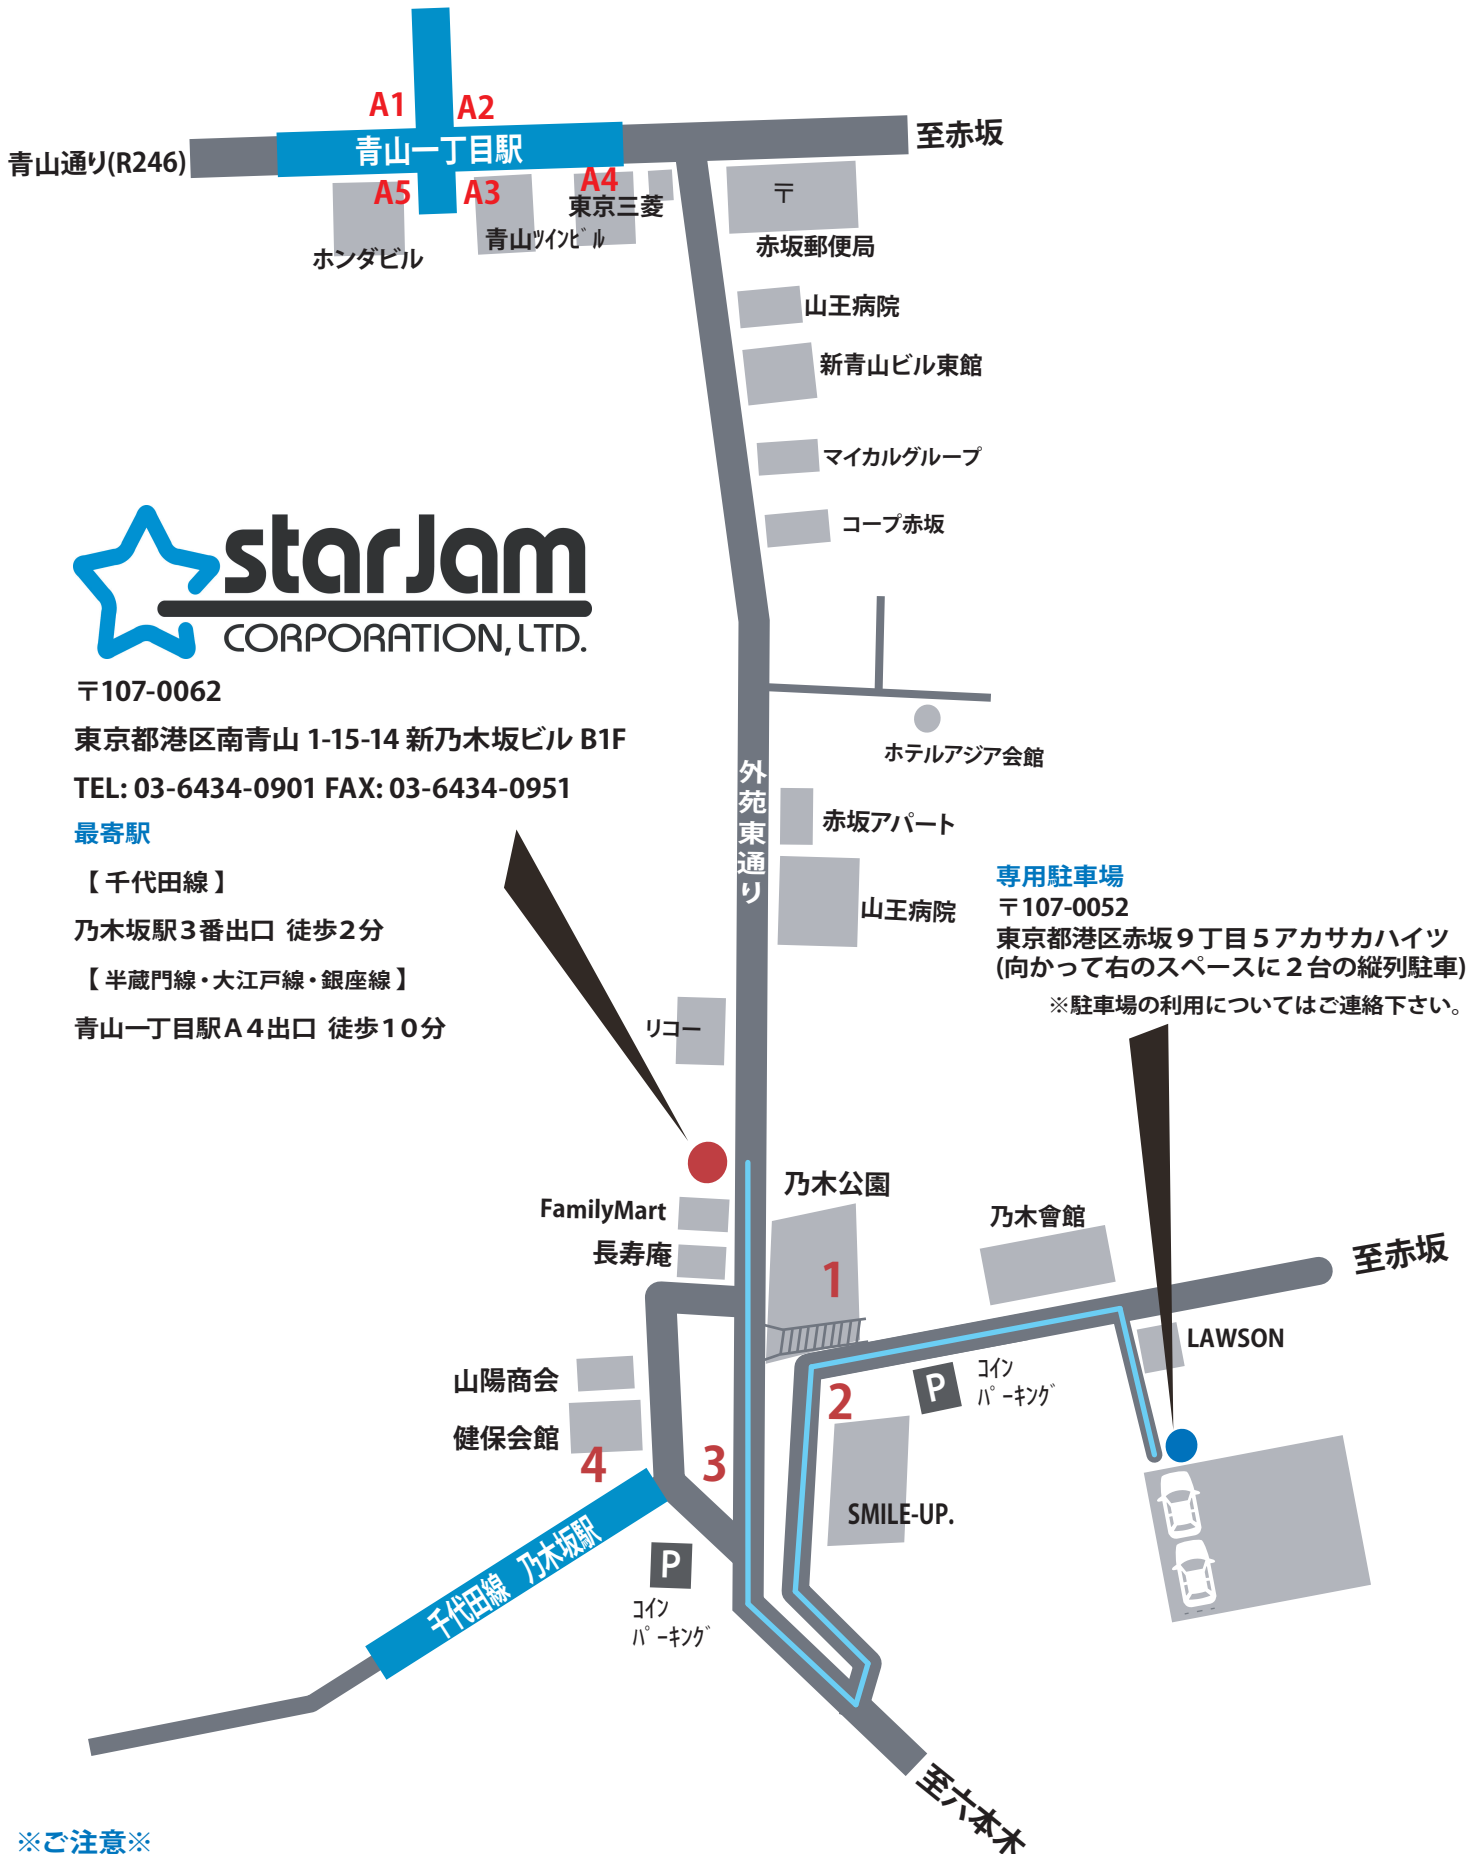 A1
A2
青山一丁目駅
至赤坂
青山通り(R246)
A5
A3
A4
東京三菱
〒
青山ﾂｲﾝﾋﾞﾙ
赤坂郵便局
ホンダビル
山王病院
新青山ビル東館
マイカルグループ
コープ赤坂
starJam
CORPORATION, LTD.
〒107-0062
東京都港区南青山 1-15-14 新乃木坂ビル B1F
TEL: 03-6434-0901 FAX: 03-6434-0951
最寄駅
【 千代田線 】
乃木坂駅３番出口 徒歩２分
【 半蔵門線・大江戸線・銀座線 】
青山一丁目駅Ａ４出口 徒歩１０分
外苑東通り
ホテルアジア会館
赤坂アパート
山王病院
専用駐車場
〒107-0052
東京都港区赤坂９丁目５アカサカハイツ
(向かって右のスペースに２台の縦列駐車)
※駐車場の利用についてはご連絡下さい。
リコー
乃木公園
FamilyMart
長寿庵
1
乃木會館
至赤坂
LAWSON
山陽商会
健保会館
4
3
2
P
ｺｲﾝ
ﾊﾟｰｷﾝｸﾞ
SMILE-UP.
千代田線 乃木坂駅
P
ｺｲﾝ
ﾊﾟｰｷﾝｸﾞ
至六本木
※ご注意※